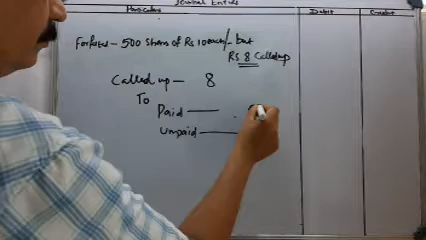 Journal Entries
Particulars Debit Credit
Forfeited - 500 Shares of Rs 10 each/- but
Rs 8 Called up
Called up - 8
To
Paid
Unpaid